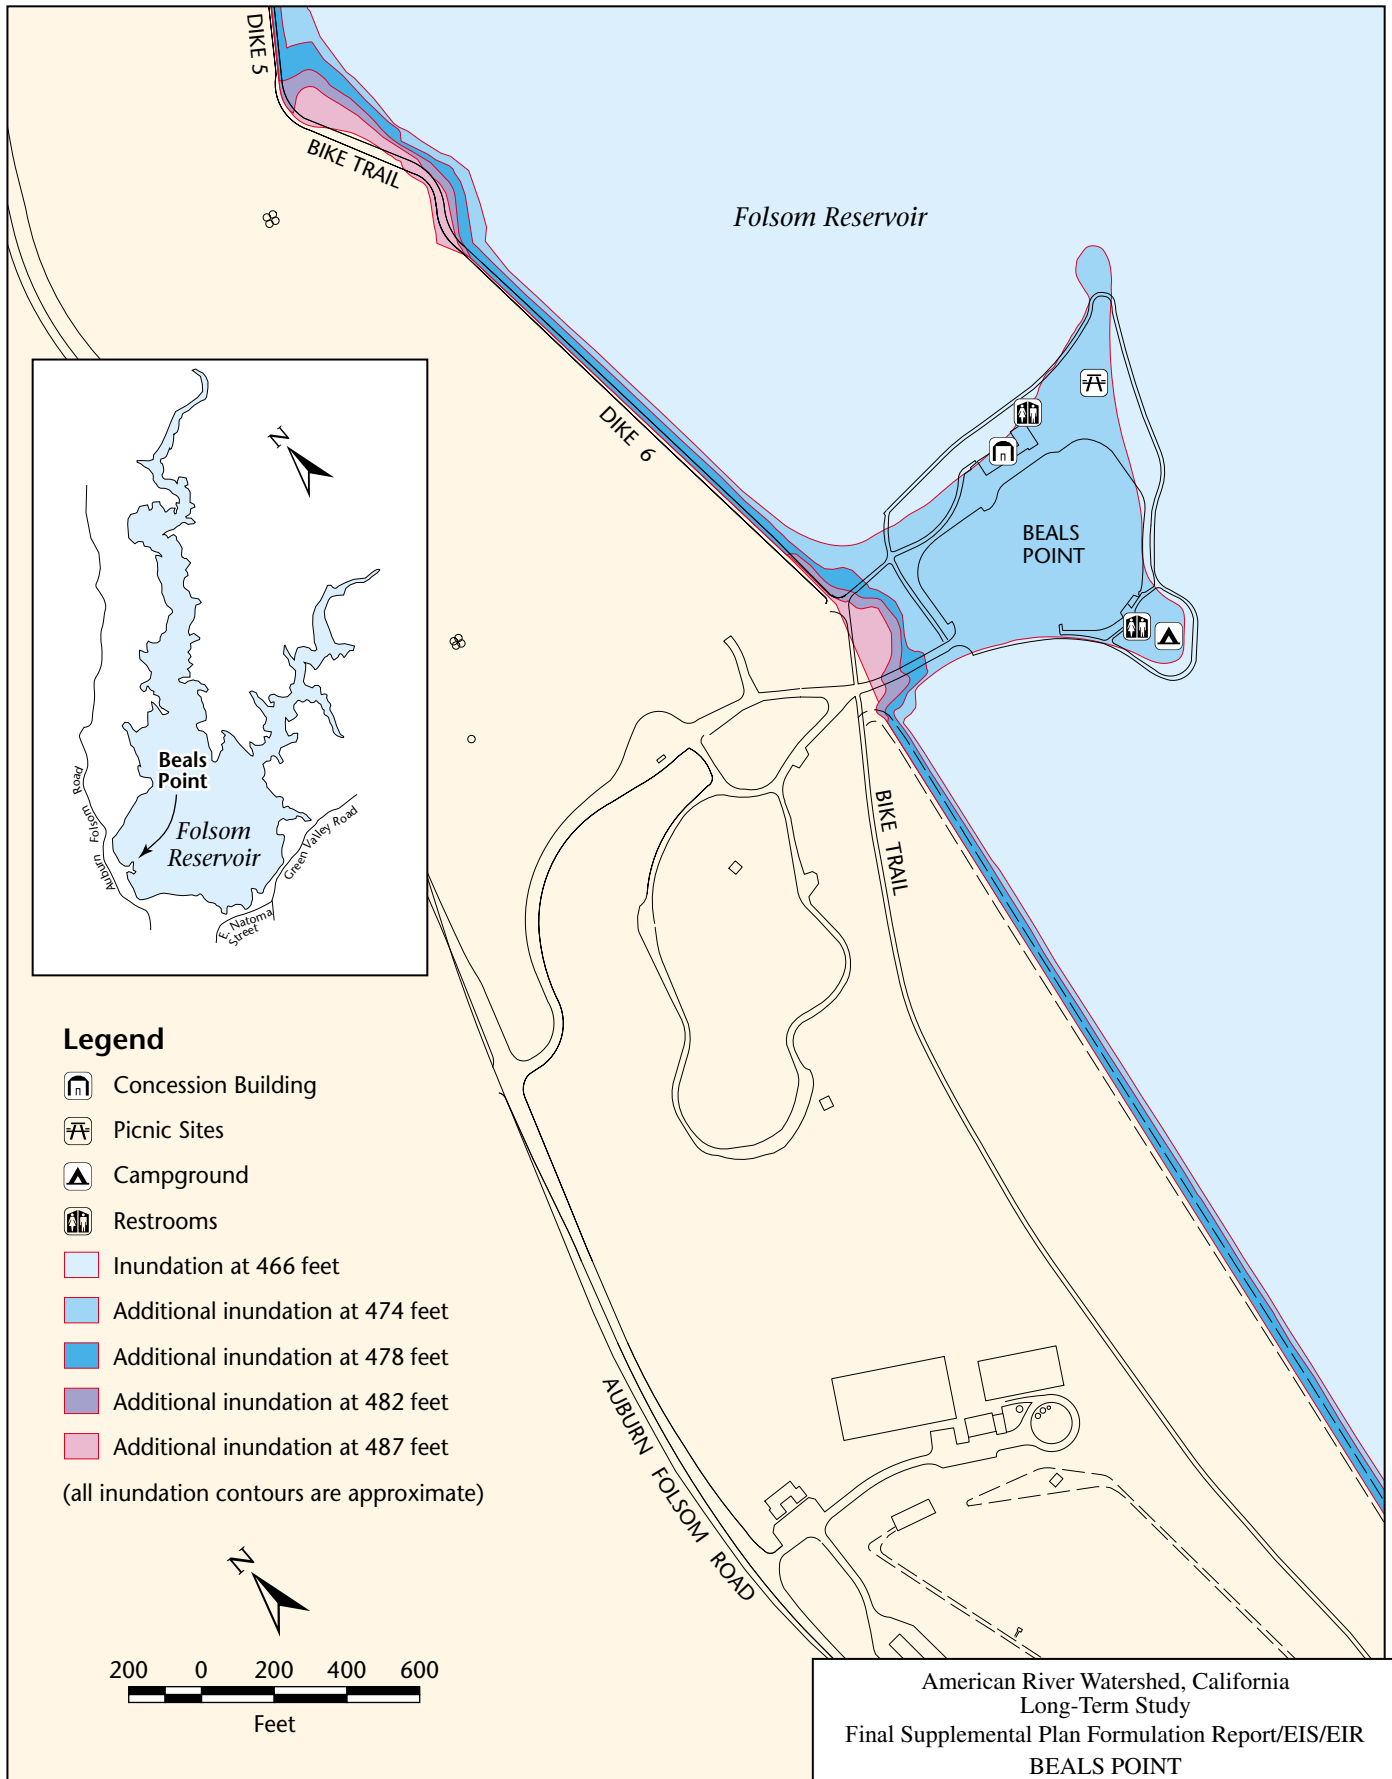 DIKE 5
BIKE TRAIL
Folsom Reservoir
DIKE 6
BEALS
POINT
BIKE TRAIL
N
Beals
Point
Folsom
Reservoir
Auburn Folsom Road
Green Valley Road
E. Natoma
Street
Legend
Concession Building
Picnic Sites
Campground
Restrooms
Inundation at 466 feet
Additional inundation at 474 feet
Additional inundation at 478 feet
Additional inundation at 482 feet
Additional inundation at 487 feet
(all inundation contours are approximate)
AUBURN FOLSOM ROAD
N
200 0 200 400 600
Feet
American River Watershed, California
Long-Term Study
Final Supplemental Plan Formulation Report/EIS/EIR
BEALS POINT